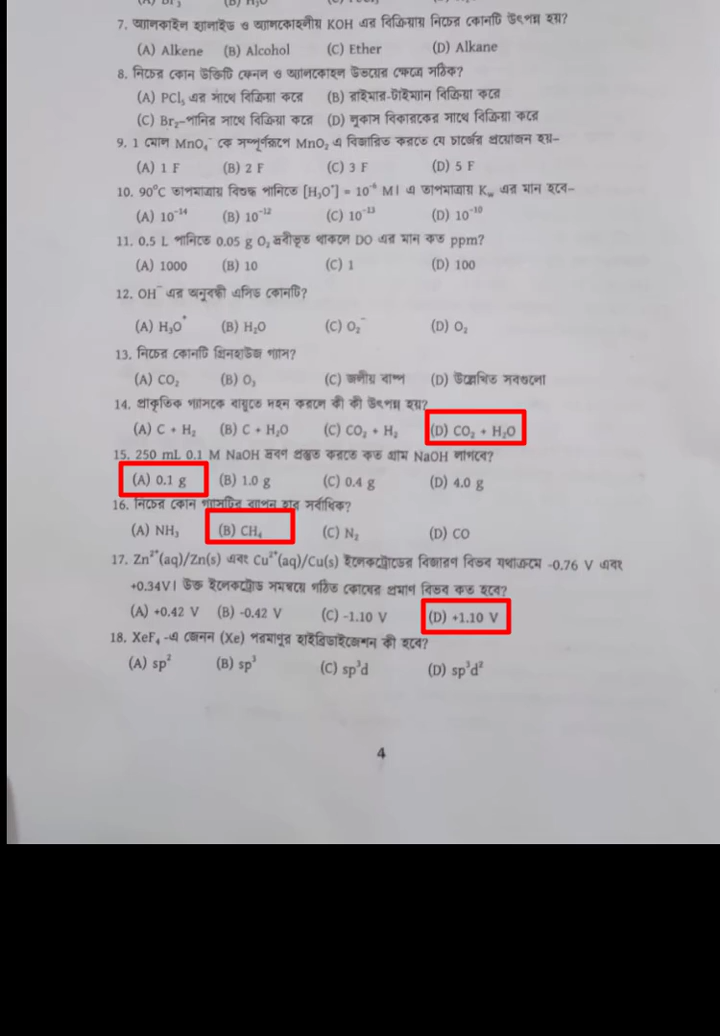 7. অ্যালকাইল হ্যালাইড ও অ্যালকোহলীয় KOH এর বিক্রিয়ায় নিচের কোনটি উৎপন্ন হয়?
(A) Alkene (B) Alcohol (C) Ether (D) Alkane
8. নিচের কোন উক্তিটি ফেনল ও অ্যালকোহল উভয়ের ক্ষেত্রে সঠিক?
(A) PCl₅ এর সাথে বিক্রিয়া করে (B) রাইমার-টাইম্যান বিক্রিয়া করে
(C) Br₂-পানির সাথে বিক্রিয়া করে (D) লুকাস বিকারকের সাথে বিক্রিয়া করে
9. 1 মোল MnO₄⁻ কে সম্পূর্ণরূপে MnO₂ এ বিজারিত করতে যে চার্জের প্রয়োজন হয়–
(A) 1 F (B) 2 F (C) 3 F (D) 5 F
10. 90°C তাপমাত্রায় বিশুদ্ধ পানিতে [H₃O⁺] = 10⁻⁶ M। এ তাপমাত্রায় Kw এর মান হবে–
(A) 10⁻¹⁴ (B) 10⁻¹² (C) 10⁻¹³ (D) 10⁻¹⁰
11. 0.5 L পানিতে 0.05 g O₂ দ্রবীভূত থাকলে DO এর মান কত ppm?
(A) 1000 (B) 10 (C) 1 (D) 100
12. OH⁻ এর অনুবন্ধী এসিড কোনটি?
(A) H₃O⁺ (B) H₂O (C) O₂⁻ (D) O₂
13. নিচের কোনটি গ্রিনহাউজ গ্যাস?
(A) CO₂ (B) O₃ (C) জলীয় বাষ্প (D) উল্লেখিত সবগুলো
14. প্রাকৃতিক গ্যাসকে বায়ুতে দহন করলে কী কী উৎপন্ন হয়?
(A) C + H₂ (B) C + H₂O (C) CO₂ + H₂ (D) CO₂ + H₂O
15. 250 mL 0.1 M NaOH দ্রবণ প্রস্তুত করতে কত গ্রাম NaOH লাগবে?
(A) 0.1 g (B) 1.0 g (C) 0.4 g (D) 4.0 g
16. নিচের কোন গ্যাসটির ব্যাপন হার সর্বাধিক?
(A) NH₃ (B) CH₄ (C) N₂ (D) CO
17. Zn²⁺(aq)/Zn(s) এবং Cu²⁺(aq)/Cu(s) ইলেকট্রোডের বিজারণ বিভব যথাক্রমে -0.76 V এবং
+0.34V। উক্ত ইলেকট্রোড সমন্বয়ে গঠিত কোষের প্রমাণ বিভব কত হবে?
(A) +0.42 V (B) -0.42 V (C) -1.10 V (D) +1.10 V
18. XeF₄ -এ জেনন (Xe) পরমাণুর হাইব্রিডাইজেশন কী হবে?
(A) sp² (B) sp³ (C) sp³d (D) sp³d²
4